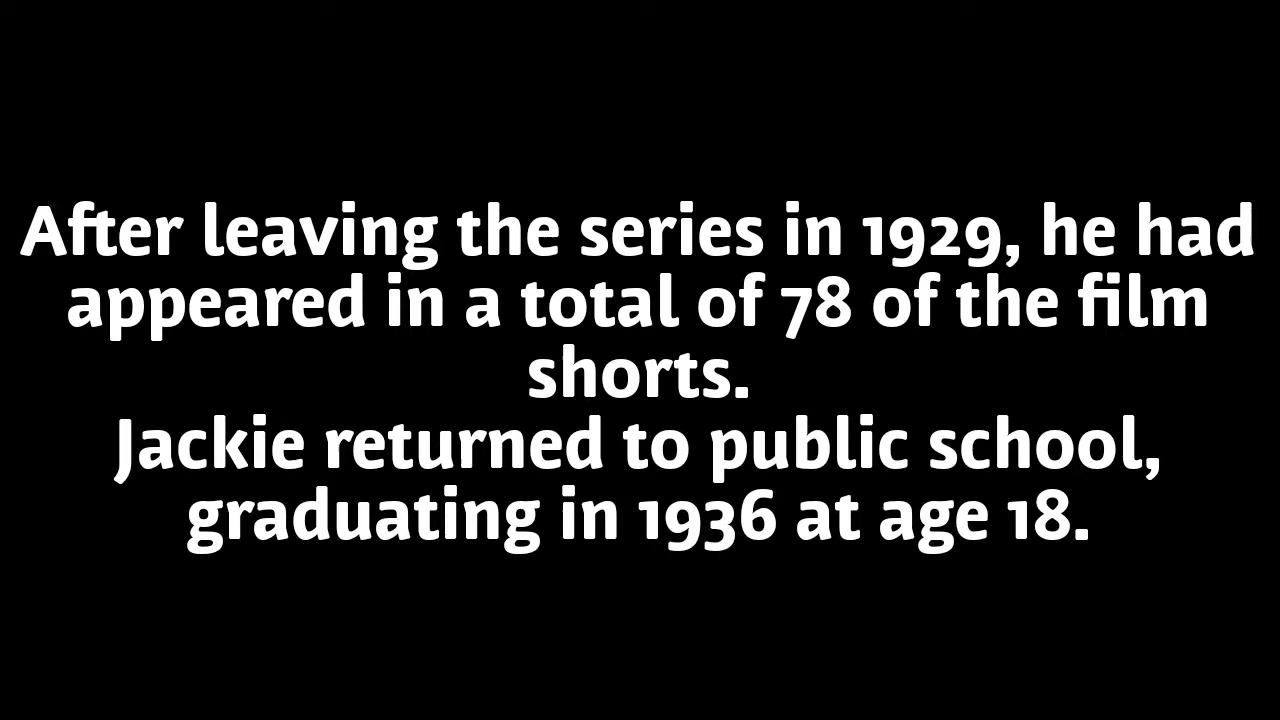 After leaving the series in 1929, he had
appeared in a total of 78 of the film
shorts.
Jackie returned to public school,
graduating in 1936 at age 18.